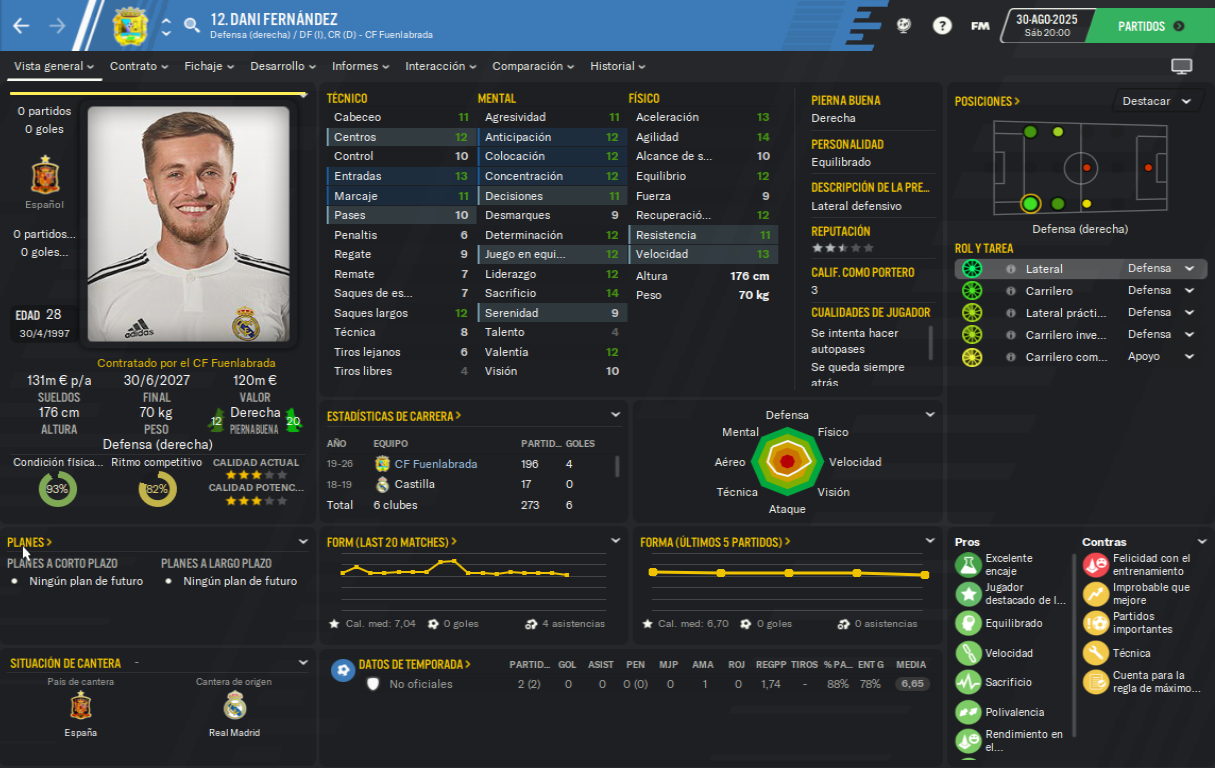 12. DANI FERNÁNDEZ
Defensa (derecha) / DF (I), CR (D) - CF Fuenlabrada
FM
30-AGO-2025
Sáb 20:00
PARTIDOS
Vista general
Contrato
Fichaje
Desarrollo
Informes
Interacción
Comparación
Historial
0 partidos
0 goles
Español
0 partidos...
0 goles...
EDAD 28
30/4/1997
adidas
Contratado por el CF Fuenlabrada
131m € p/a
SUELDOS
30/6/2027
FINAL
120m €
VALOR
176 cm
ALTURA
70 kg
PESO
12
Derecha
PIERNA BUENA
20
Defensa (derecha)
Condición física...
93%
Ritmo competitivo
82%
CALIDAD ACTUAL
CALIDAD POTENC...
TÉCNICO
Cabeceo 11
Centros 12
Control 10
Entradas 13
Marcaje 11
Pases 10
Penaltis 6
Regate 9
Remate 7
Saques de es... 7
Saques largos 12
Técnica 8
Tiros lejanos 6
Tiros libres 4
MENTAL
Agresividad 11
Anticipación 12
Colocación 12
Concentración 12
Decisiones 11
Desmarques 9
Determinación 12
Juego en equi... 12
Liderazgo 12
Sacrificio 14
Serenidad 9
Talento 4
Valentía 12
Visión 10
FÍSICO
Aceleración 13
Agilidad 14
Alcance de s... 10
Equilibrio 12
Fuerza 9
Recuperació... 12
Resistencia 11
Velocidad 13
Altura 176 cm
Peso 70 kg
PIERNA BUENA
Derecha
PERSONALIDAD
Equilibrado
DESCRIPCIÓN DE LA PRE...
Lateral defensivo
REPUTACIÓN
CALIF. COMO PORTERO
3
CUALIDADES DE JUGADOR
Se intenta hacer
autopases
Se queda siempre
atrás
POSICIONES >
Destacar
Defensa (derecha)
ROL Y TAREA
Lateral Defensa
Carrilero Defensa
Lateral prácti... Defensa
Carrilero inve... Defensa
Carrilero com... Apoyo
ESTADÍSTICAS DE CARRERA >
AÑO EQUIPO PARTID... GOLES
19-26 CF Fuenlabrada 196 4
18-19 Castilla 17 0
Total 6 clubes 273 6
Defensa
Mental Físico
Aéreo Velocidad
Técnica Visión
Ataque
PLANES >
PLANES A CORTO PLAZO
Ningún plan de futuro
PLANES A LARGO PLAZO
Ningún plan de futuro
FORM (LAST 20 MATCHES) >
Cal. med: 7,04 0 goles 4 asistencias
FORMA (ÚLTIMOS 5 PARTIDOS) >
Cal. med: 6,70 0 goles 0 asistencias
Pros
Excelente
encaje
Jugador
destacado de l...
Equilibrado
Velocidad
Sacrificio
Polivalencia
Rendimiento en
el...
Contras
Felicidad con el
entrenamiento
Improbable que
mejore
Partidos
importantes
Técnica
Cuenta para la
regla de máximo...
SITUACIÓN DE CANTERA -
País de cantera
España
Cantera de origen
Real Madrid
DATOS DE TEMPORADA > PARTID... GOL ASIST PEN MJP AMA ROJ REGPP TIROS % PA... ENT G MEDIA
No oficiales 2 (2) 0 0 0 (0) 0 1 0 1,74 - 88% 78% 6,65